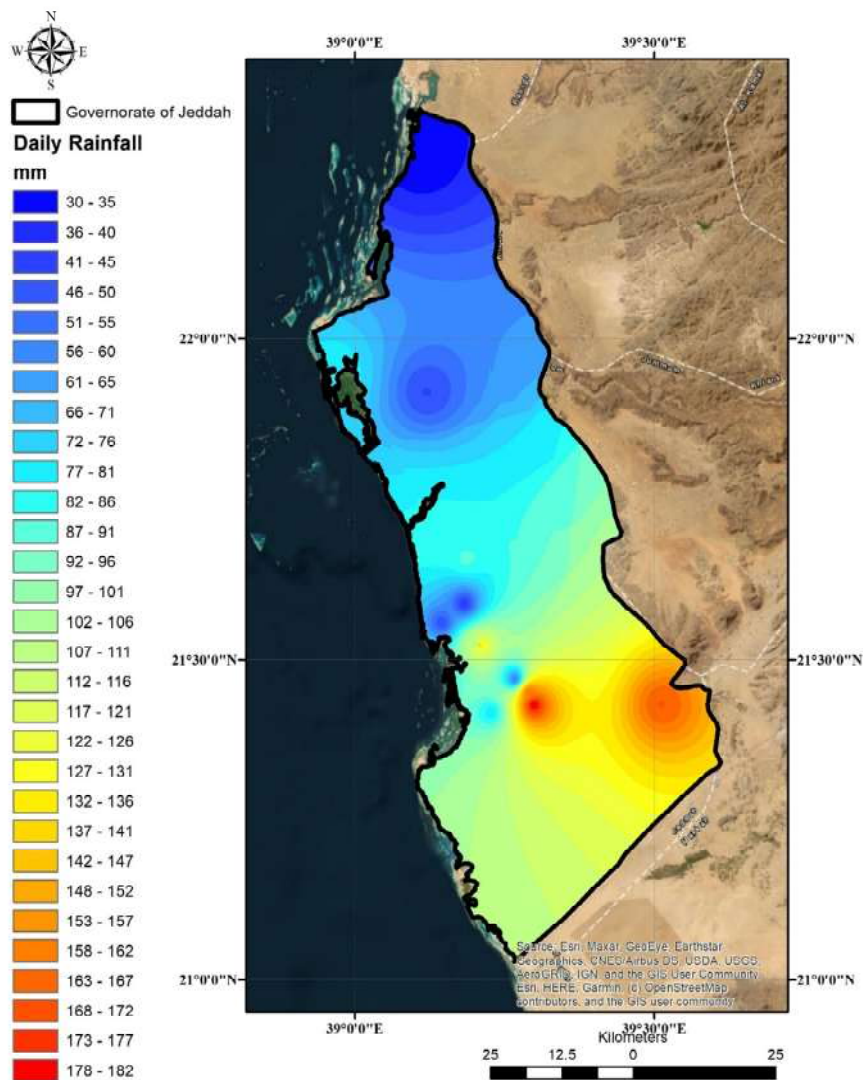 N
W E
S
Governorate of Jeddah
Daily Rainfall
mm
30 - 35
36 - 40
41 - 45
46 - 50
51 - 55
56 - 60
61 - 65
66 - 71
72 - 76
77 - 81
82 - 86
87 - 91
92 - 96
97 - 101
102 - 106
107 - 111
112 - 116
117 - 121
122 - 126
127 - 131
132 - 136
137 - 141
142 - 147
148 - 152
153 - 157
158 - 162
163 - 167
168 - 172
173 - 177
178 - 182
39°0'0"E 39°30'0"E
22°0'0"N 22°0'0"N
21°30'0"N 21°30'0"N
21°0'0"N 21°0'0"N
Source: Esri, Maxar, GeoEye, Earthstar
Geographics, CNES/Airbus DS, USDA, USGS,
AeroGRID, IGN, and the GIS User Community
Esri, HERE, Garmin, (c) OpenStreetMap
contributors, and the GIS user community
39°0'0"E 39°30'0"E
Kilometers
25 12.5 0 25